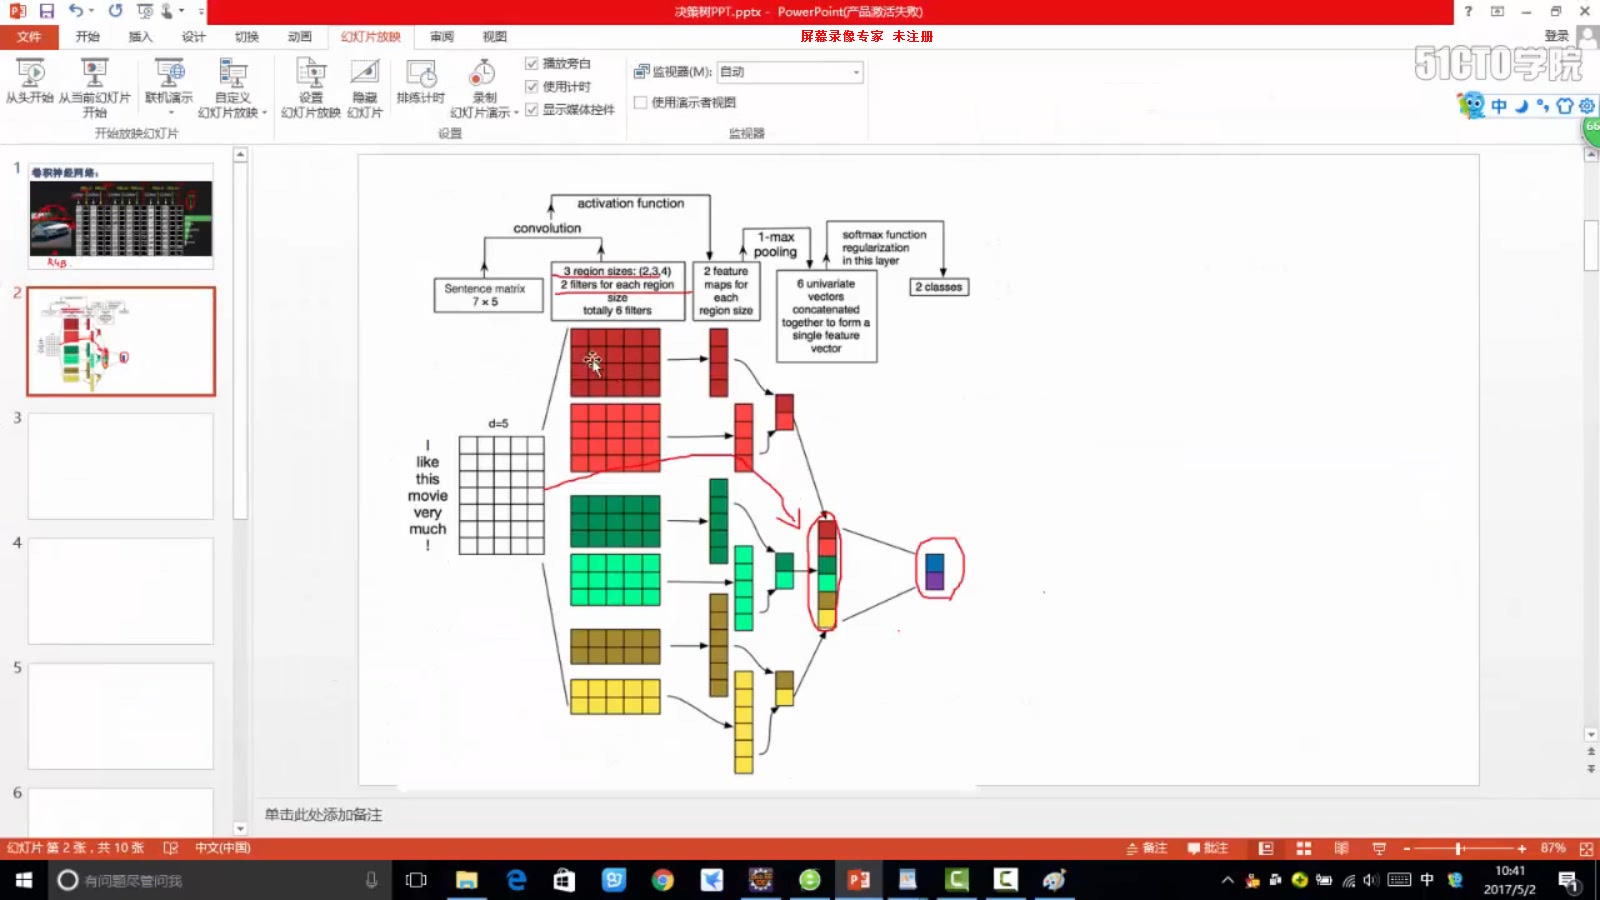 决策树PPT.pptx - PowerPoint(产品激活失败)
文件 开始 插入 设计 切换 动画 幻灯片放映 审阅 视图
屏幕录像专家 未注册
登录
51CTO学院
从头开始
从当前幻灯片
开始
联机演示
自定义
幻灯片放映
开始放映幻灯片
设置
幻灯片放映
隐藏
幻灯片
排练计时
录制
幻灯片演示
播放旁白
使用计时
显示媒体控件
设置
监视器(M): 自动
使用演示者视图
监视器
中
66
1
卷积神经网络:
2
3
4
5
6
activation function
convolution
1-max
pooling
softmax function
regularization
in this layer
Sentence matrix
7 × 5
3 region sizes: (2,3,4)
2 filters for each region
size
totally 6 filters
2 feature
maps for
each
region size
6 univariate
vectors
concatenated
together to form a
single feature
vector
2 classes
d=5
I
like
this
movie
very
much
!
单击此处添加备注
幻灯片 第 2 张，共 10 张 中文(中国)
备注 批注 87%
有问题尽管问我
中
10:41
2017/5/2
1